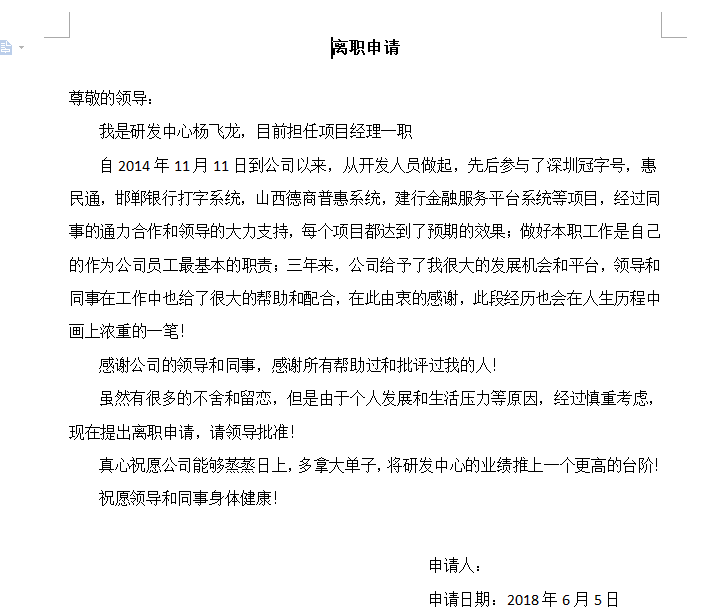 离职申请
尊敬的领导：
我是研发中心杨飞龙，目前担任项目经理一职
自 2014 年 11 月 11 日到公司以来，从开发人员做起，先后参与了深圳冠字号，惠
民通，邯郸银行打字系统，山西德商普惠系统，建行金融服务平台系统等项目，经过同
事的通力合作和领导的大力支持，每个项目都达到了预期的效果；做好本职工作是自己
的作为公司员工最基本的职责；三年来，公司给予了我很大的发展机会和平台，领导和
同事在工作中也给了很大的帮助和配合，在此由衷的感谢，此段经历也会在人生历程中
画上浓重的一笔！
感谢公司的领导和同事，感谢所有帮助过和批评过我的人！
虽然有很多的不舍和留恋，但是由于个人发展和生活压力等原因，经过慎重考虑，
现在提出离职申请，请领导批准！
真心祝愿公司能够蒸蒸日上，多拿大单子，将研发中心的业绩推上一个更高的台阶！
祝愿领导和同事身体健康！
申请人：
申请日期：2018 年 6 月 5 日